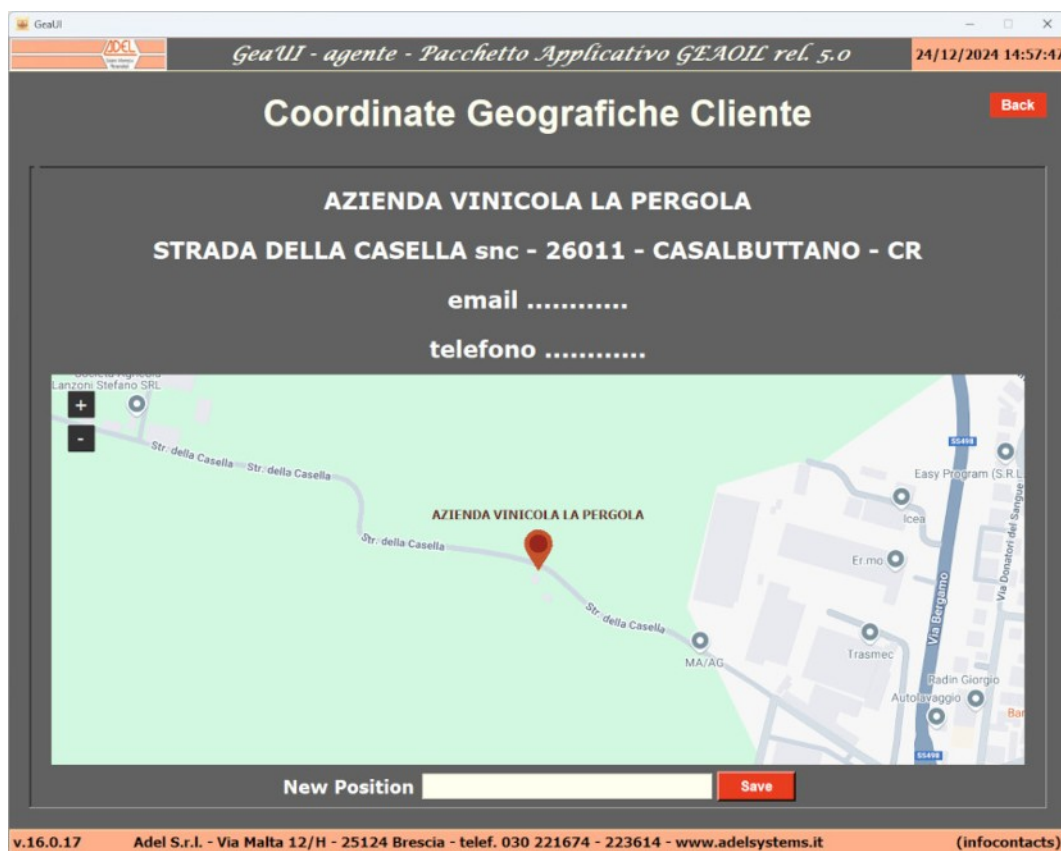 GeaUI
ADEL
GeaUI - agente - Pacchetto Applicativo GEAOIL rel. 5.0
24/12/2024 14:57:47
Coordinate Geografiche Cliente
Back
AZIENDA VINICOLA LA PERGOLA
STRADA DELLA CASELLA snc - 26011 - CASALBUTTANO - CR
email ............
telefono ............
Società Agricola
Lanzoni Stefano SRL
+
-
Str. della Casella
Str. della Casella
AZIENDA VINICOLA LA PERGOLA
Str. della Casella
Str. della Casella
MA/AG
SS498
Easy Program (S.R.L.
Icea
Er.mo
Via Donatori del Sangue
Via Bergamo
Trasmec
Radin Giorgio
Autolavaggio
Bar
SS498
New Position
Save
v.16.0.17
Adel S.r.l. - Via Malta 12/H - 25124 Brescia - telef. 030 221674 - 223614 - www.adelsystems.it
(infocontacts)